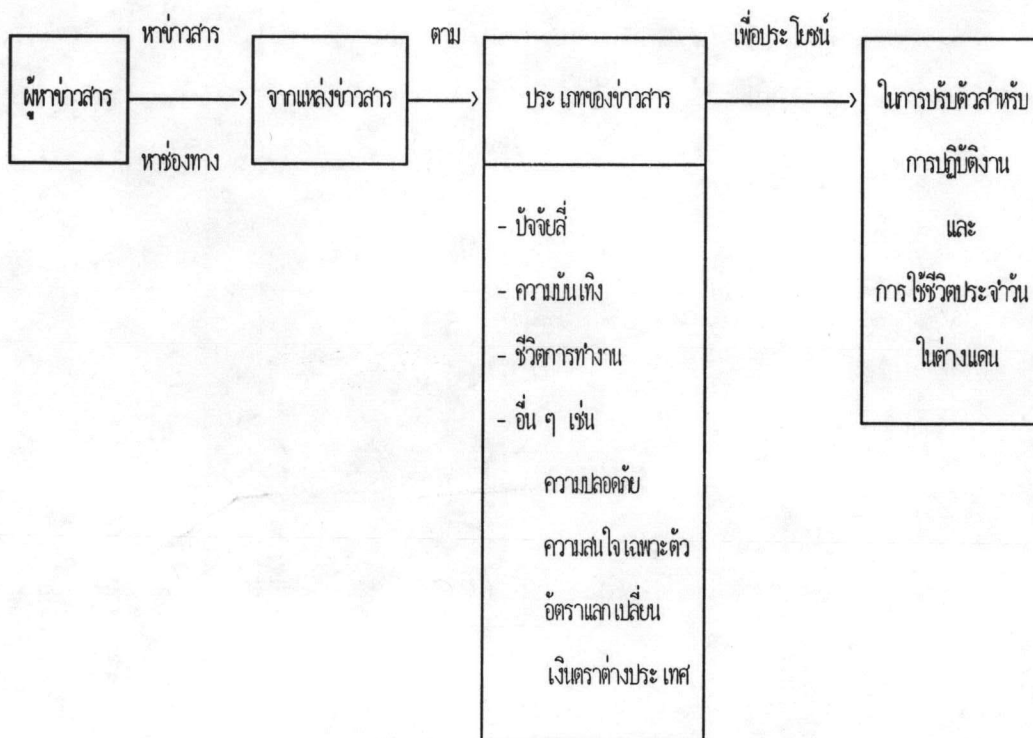 หาข่าวสาร
ตาม
เพื่อประโยชน์
ผู้หาข่าวสาร
จากแหล่งข่าวสาร
ประเภทของข่าวสาร
ในการปรับตัวสำหรับ
หาช่องทาง
การปฏิบัติงาน
และ
การใช้ชีวิตประจำวัน
ในต่างแดน
- ปัจจัยสี่
- ความบันเทิง
- ชีวิตการทำงาน
- อื่น ๆ เช่น
ความปลอดภัย
ความสนใจเฉพาะตัว
อัตราแลกเปลี่ยน
เงินตราต่างประเทศ